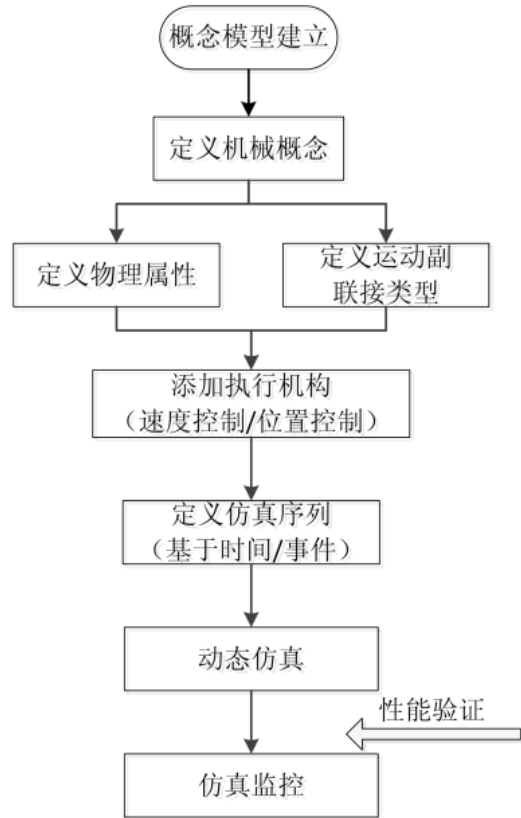 概念模型建立
定义机械概念
定义物理属性
定义运动副
联接类型
添加执行机构
（速度控制/位置控制）
定义仿真序列
（基于时间/事件）
动态仿真
性能验证
仿真监控